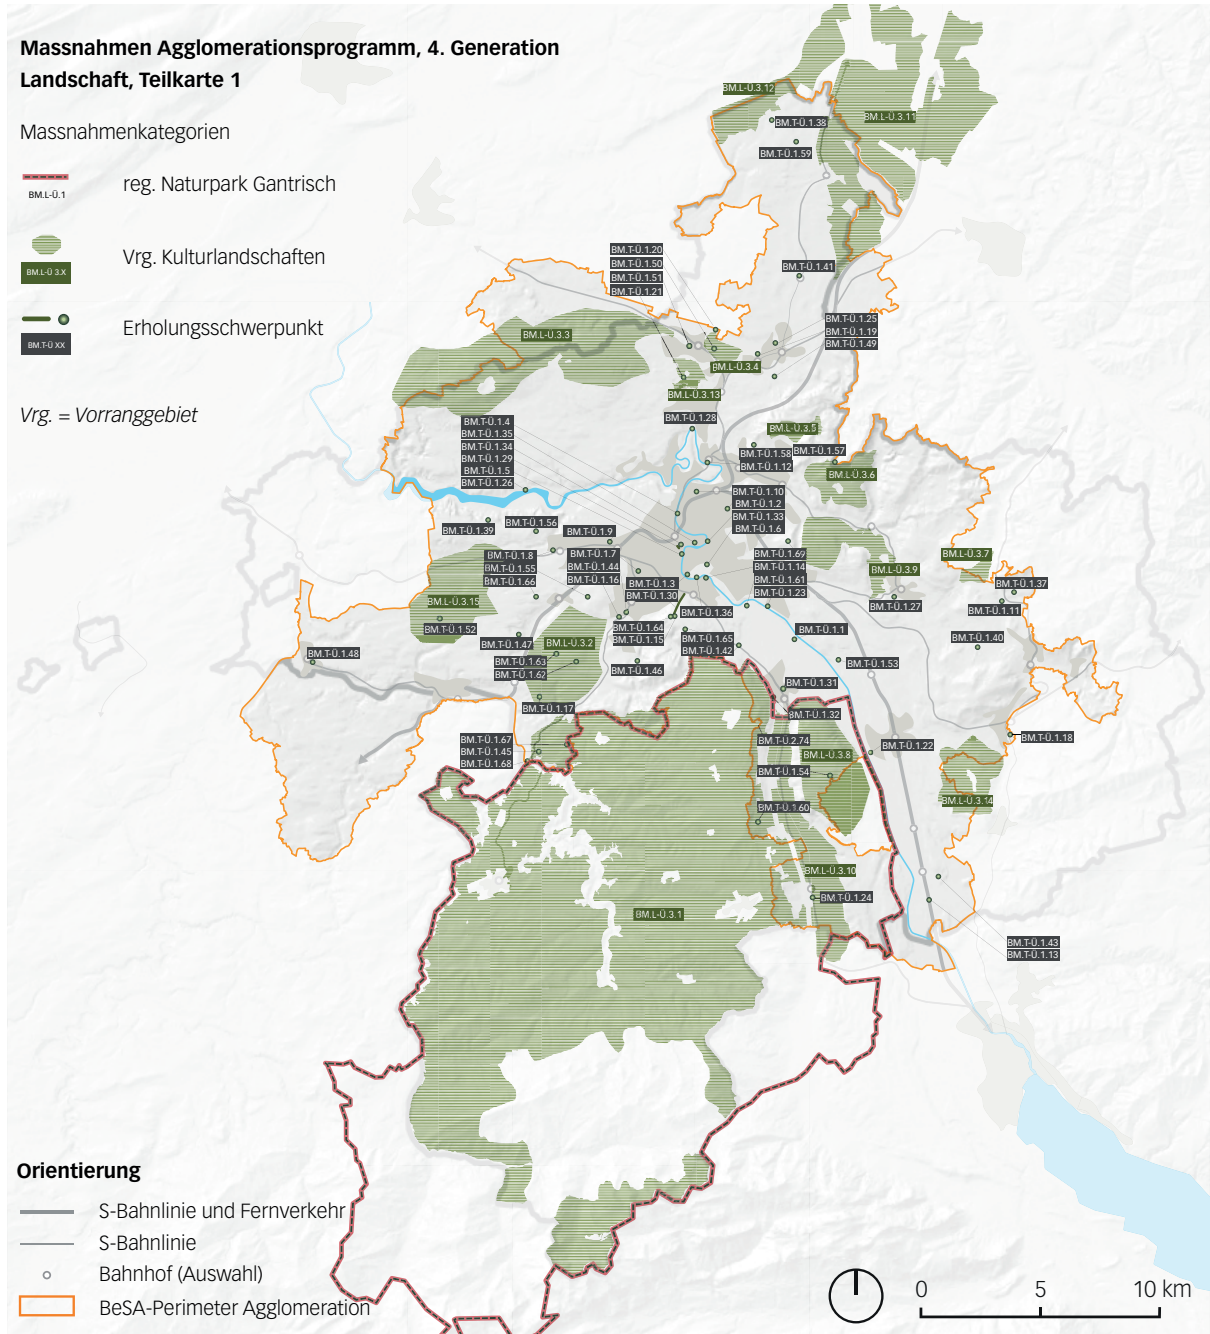 Massnahmen Agglomerationsprogramm, 4. Generation
Landschaft, Teilkarte 1
Massnahmenkategorien
BM.L-Ü.1
reg. Naturpark Gantrisch
BM.L-Ü 3.X
Vrg. Kulturlandschaften
BM.T-Ü XX
Erholungsschwerpunkt
Vrg. = Vorranggebiet
BM.L-Ü.3.12
BM.L-Ü.3.11
BM.T-Ü.1.38
BM.T-Ü.1.59
BM.T-Ü.1.20
BM.T-Ü.1.50
BM.T-Ü.1.51
BM.T-Ü.1.21
BM.T-Ü.1.41
BM.T-Ü.1.25
BM.T-Ü.1.19
BM.T-Ü.1.49
BM.L-Ü.3.3
BM.L-Ü.3.4
BM.L-Ü.3.13
BM.T-Ü.1.28
BM.L-Ü.3.5
BM.T-Ü.1.4
BM.T-Ü.1.35
BM.T-Ü.1.34
BM.T-Ü.1.29
BM.T-Ü.1.5
BM.T-Ü.1.26
BM.T-Ü.1.58
BM.T-Ü.1.12
BM.T-Ü.1.57
BM.L-Ü.3.6
BM.T-Ü.1.10
BM.T-Ü.1.2
BM.T-Ü.1.33
BM.T-Ü.1.6
BM.T-Ü.1.39
BM.T-Ü.1.56
BM.T-Ü.1.9
BM.T-Ü.1.8
BM.T-Ü.1.55
BM.T-Ü.1.66
BM.T-Ü.1.7
BM.T-Ü.1.44
BM.T-Ü.1.16
BM.T-Ü.1.69
BM.T-Ü.1.14
BM.T-Ü.1.61
BM.T-Ü.1.23
BM.L-Ü.3.7
BM.L-Ü.3.9
BM.T-Ü.1.37
BM.T-Ü.1.11
BM.T-Ü.1.27
BM.T-Ü.1.3
BM.T-Ü.1.30
BM.T-Ü.1.36
BM.L-Ü.3.15
BM.T-Ü.1.52
BM.T-Ü.1.64
BM.T-Ü.1.15
BM.T-Ü.1.1
BM.T-Ü.1.40
BM.T-Ü.1.65
BM.T-Ü.1.42
BM.T-Ü.1.47
BM.L-Ü.3.2
BM.T-Ü.1.48
BM.T-Ü.1.63
BM.T-Ü.1.62
BM.T-Ü.1.46
BM.T-Ü.1.53
BM.T-Ü.1.31
BM.T-Ü.1.17
BM.T-Ü.1.32
BM.T-Ü.1.67
BM.T-Ü.1.45
BM.T-Ü.1.68
BM.T-Ü.2.74
BM.L-Ü.3.8
BM.T-Ü.1.22
BM.T-Ü.1.18
BM.T-Ü.1.54
BM.L-Ü.3.14
BM.T-Ü.1.60
BM.L-Ü.3.10
BM.T-Ü.1.24
BM.L-Ü.3.1
BM.T-Ü.1.43
BM.T-Ü.1.13
Orientierung
S-Bahnlinie und Fernverkehr
S-Bahnlinie
Bahnhof (Auswahl)
BeSA-Perimeter Agglomeration
0 5 10 km